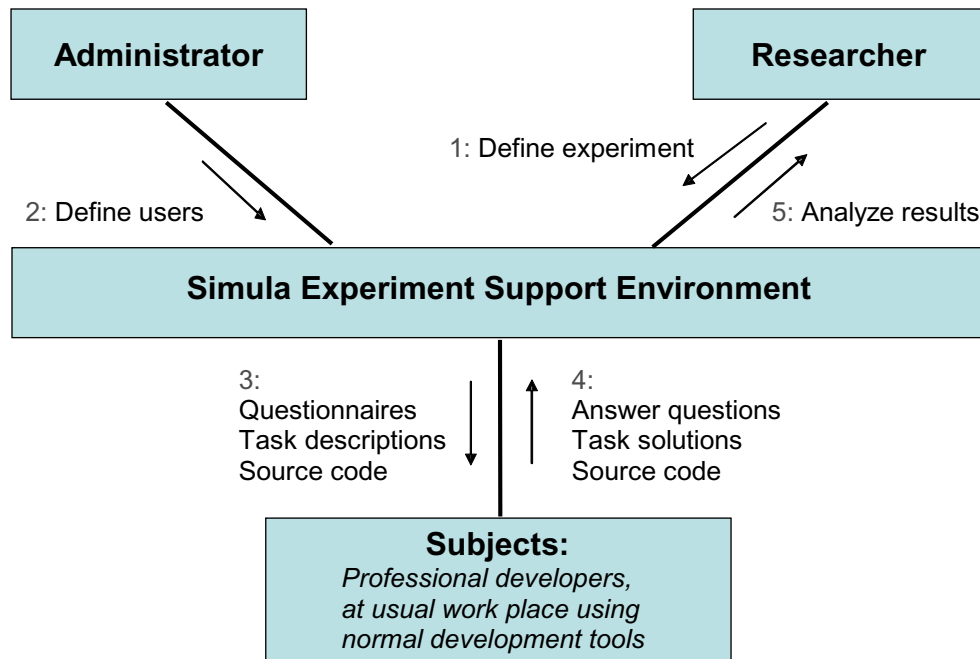 Administrator
Researcher
1: Define experiment
2: Define users
5: Analyze results
Simula Experiment Support Environment
3:
Questionnaires
Task descriptions
Source code
4:
Answer questions
Task solutions
Source code
Subjects:
Professional developers,
at usual work place using
normal development tools